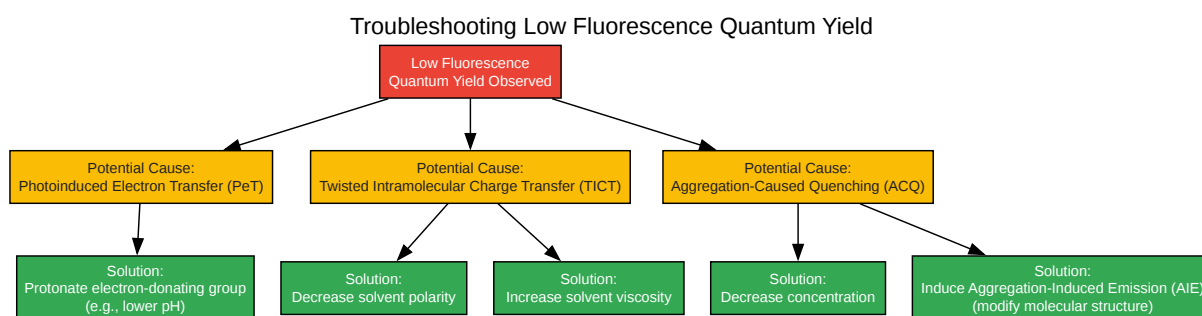 Troubleshooting Low Fluorescence Quantum Yield
Low Fluorescence
Quantum Yield Observed
Potential Cause:
Photoinduced Electron Transfer (PeT)
Potential Cause:
Twisted Intramolecular Charge Transfer (TICT)
Potential Cause:
Aggregation-Caused Quenching (ACQ)
Solution:
Protonate electron-donating group
(e.g., lower pH)
Solution:
Decrease solvent polarity
Solution:
Increase solvent viscosity
Solution:
Decrease concentration
Solution:
Induce Aggregation-Induced Emission (AIE)
(modify molecular structure)